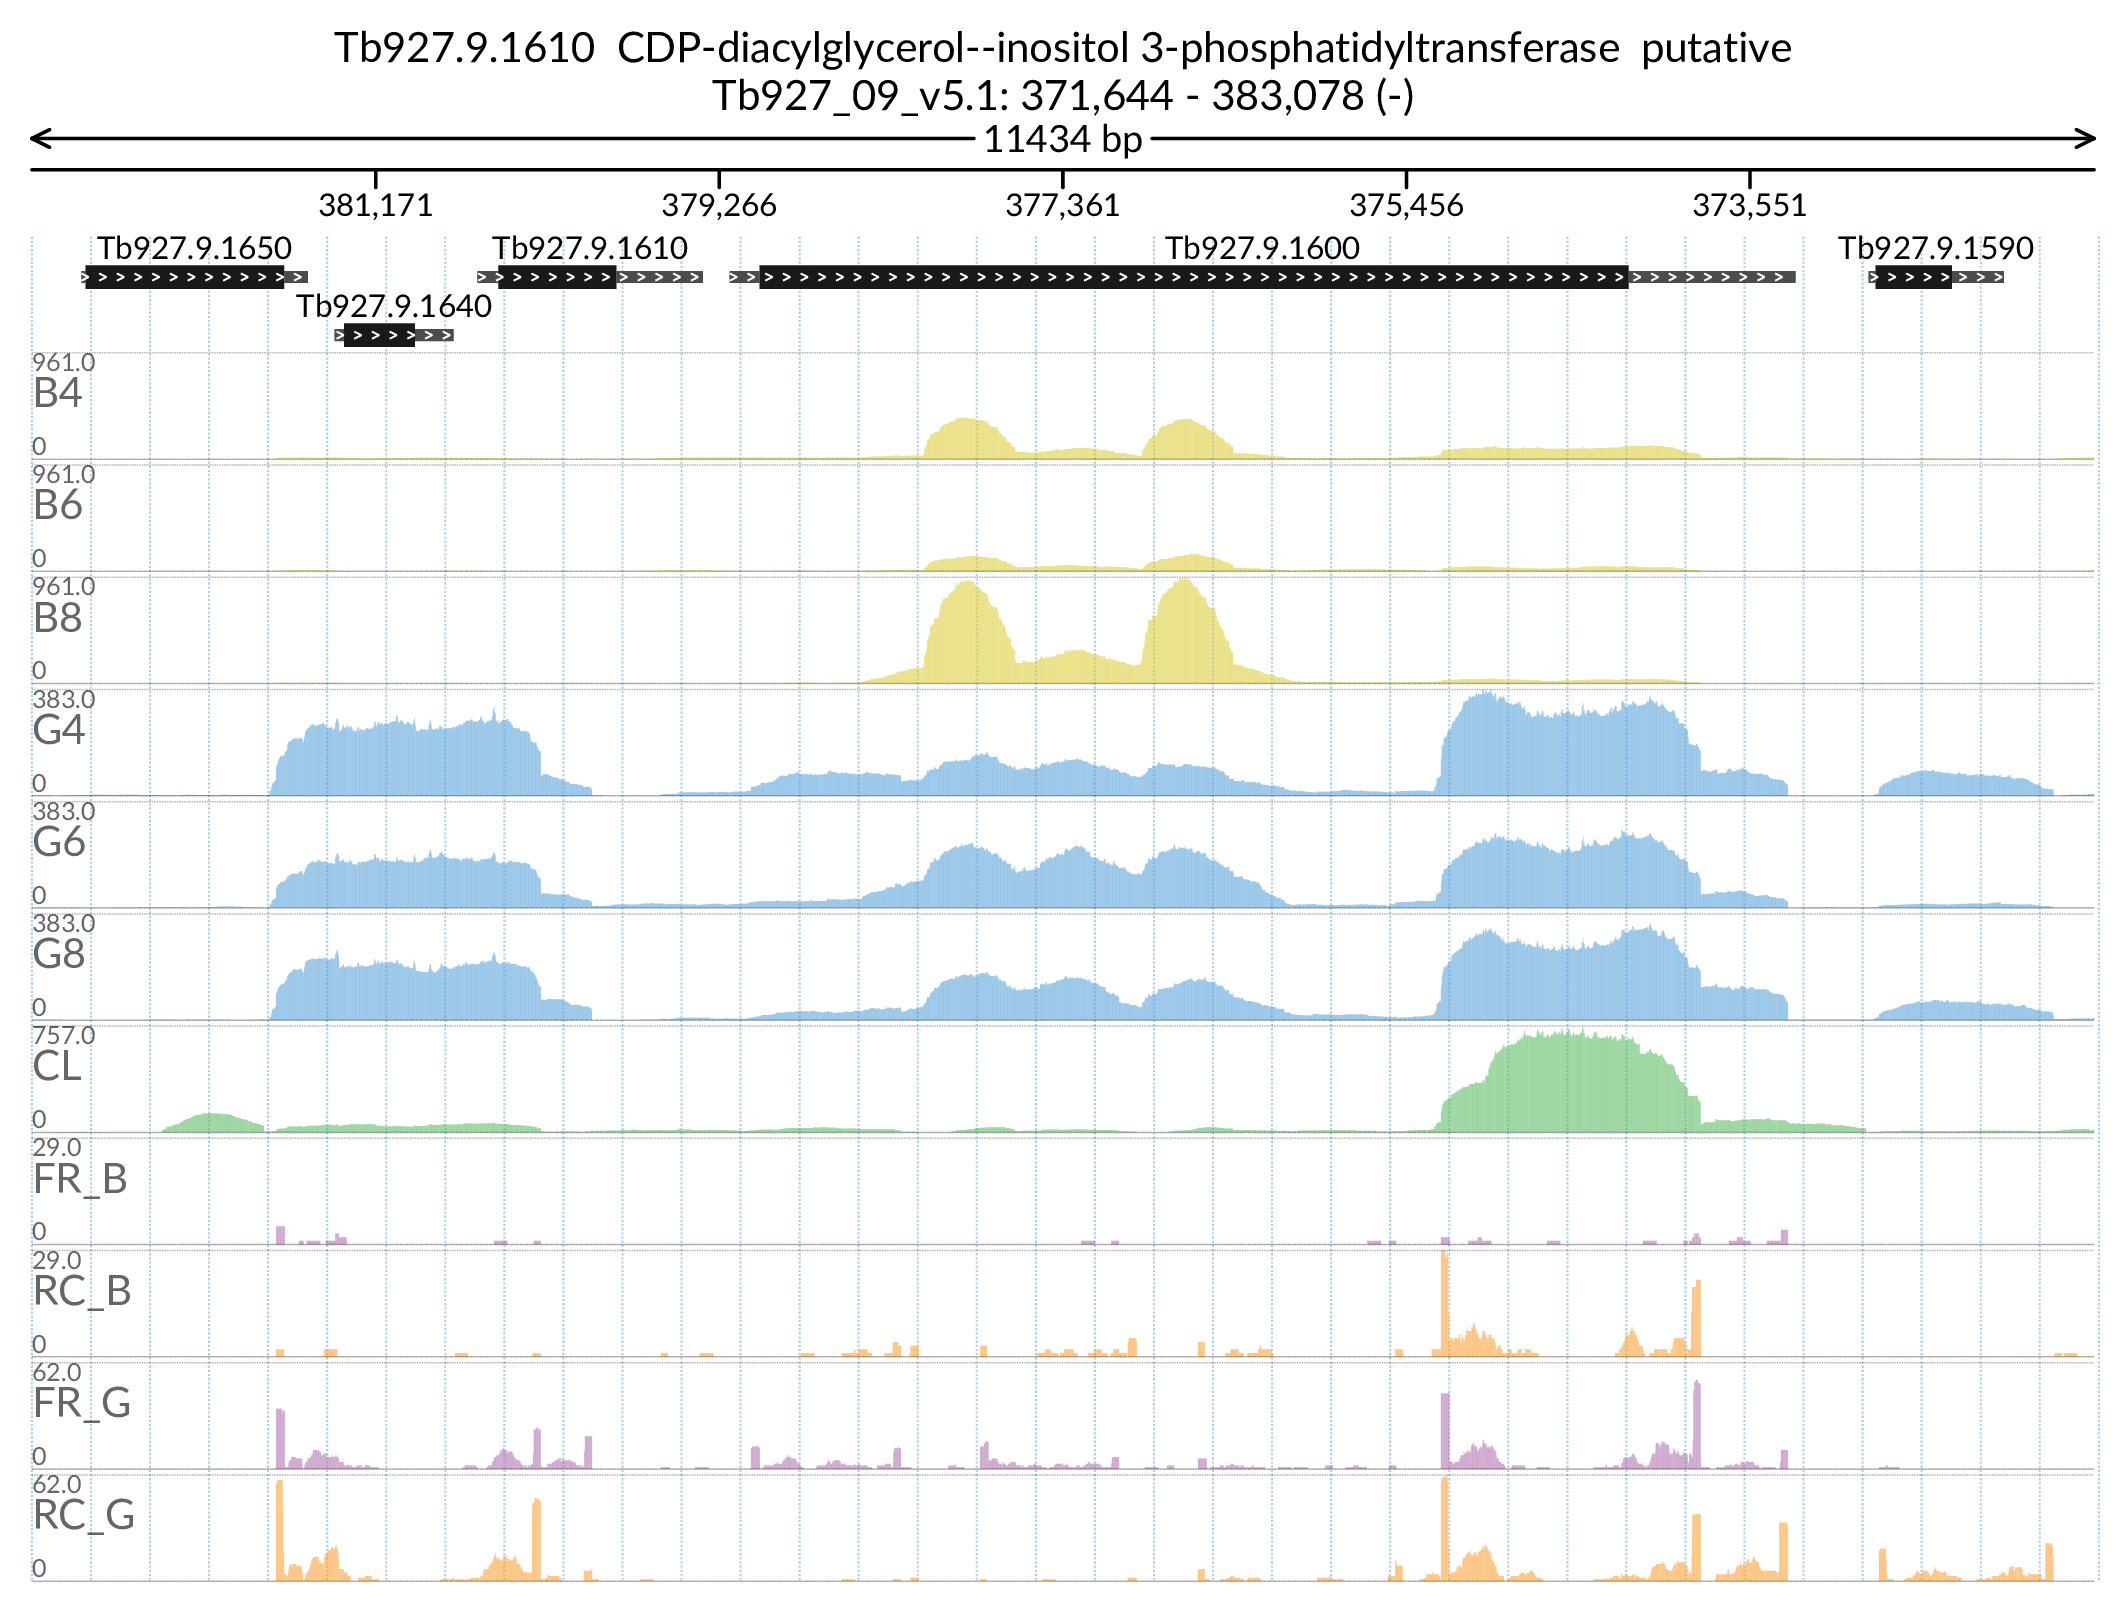 Tb927.9.1610  CDP-diacylglycerol--inositol 3-phosphatidyltransferase  putative
Tb927_09_v5.1: 371,644 - 383,078 (-)
11434 bp
381,171 379,266 377,361 375,456 373,551
Tb927.9.1650 Tb927.9.1610 Tb927.9.1600 Tb927.9.1590
Tb927.9.1640
961.0
B4
0
961.0
B6
0
961.0
B8
0
383.0
G4
0
383.0
G6
0
383.0
G8
0
757.0
CL
0
29.0
FR_B
0
29.0
RC_B
0
62.0
FR_G
0
62.0
RC_G
0